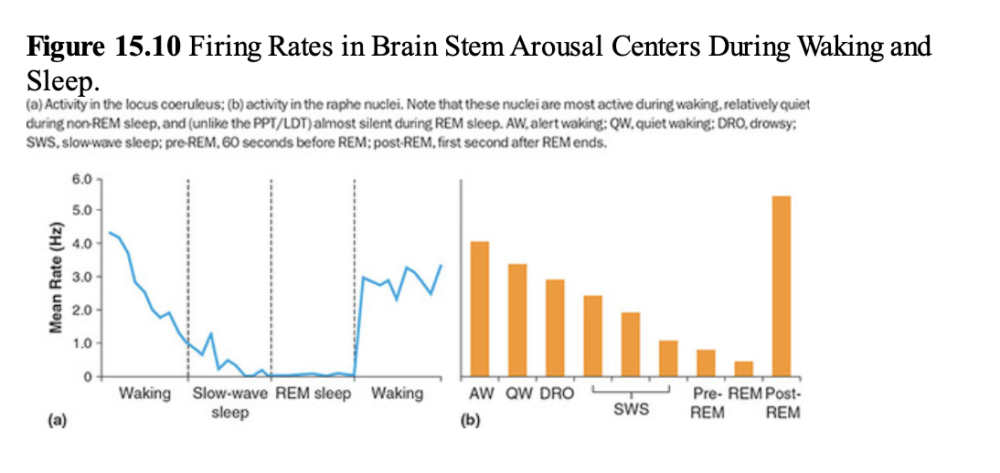 Figure 15.10 Firing Rates in Brain Stem Arousal Centers During Waking and
Sleep.
(a) Activity in the locus coeruleus; (b) activity in the raphe nuclei. Note that these nuclei are most active during waking, relatively quiet
during non-REM sleep, and (unlike the PPT/LDT) almost silent during REM sleep. AW, alert waking; QW, quiet waking; DRO, drowsy;
SWS, slow-wave sleep; pre-REM, 60 seconds before REM; post-REM, first second after REM ends.
Mean Rate (Hz)
6.0
5.0
4.0
3.0
2.0
1.0
0
Waking
Slow-wave
sleep
REM sleep
Waking
(a)
AW
QW
DRO
SWS
Pre-
REM
REM
Post-
REM
(b)